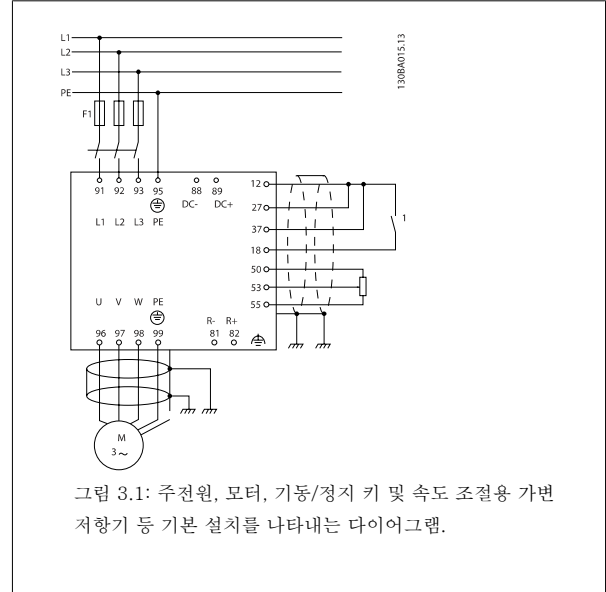 L1
L2
L3
PE
130BA015.13
F1
91 92 93 95 88 89 12
DC- DC+
27
L1 L2 L3 PE
37
1
18
50
53
U V W PE
55
R- R+
96 97 98 99 81 82
M
3~
그림 3.1: 주전원, 모터, 기동/정지 키 및 속도 조절용 가변
저항기 등 기본 설치를 나타내는 다이어그램.